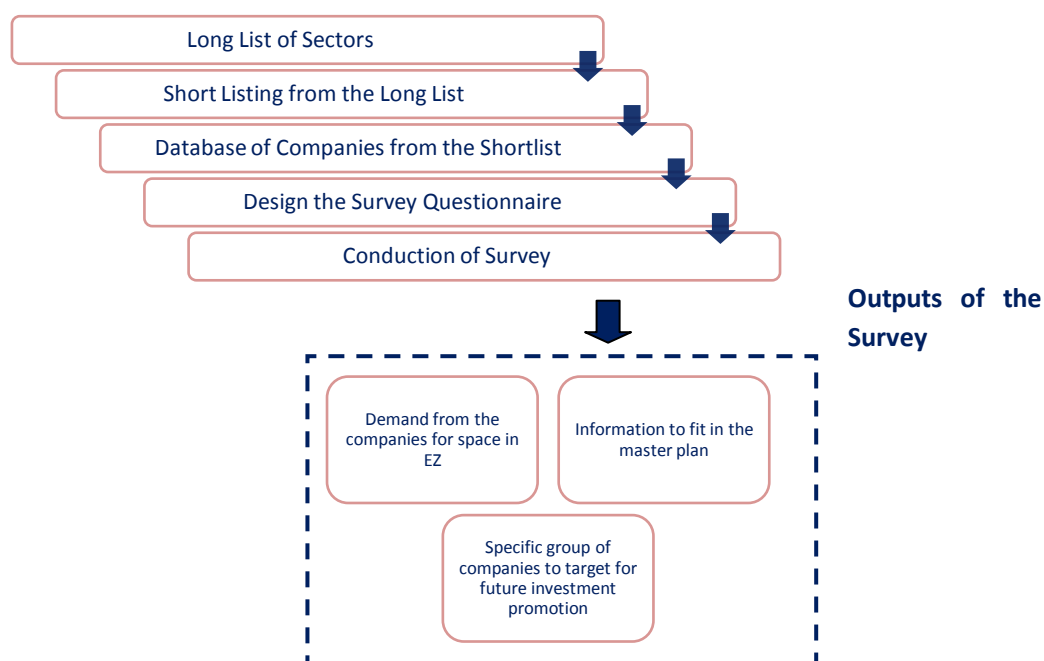 Long List of Sectors
Short Listing from the Long List
Database of Companies from the Shortlist
Design the Survey Questionnaire
Conduction of Survey
Outputs of the
Survey
Demand from the
companies for space in
EZ
Information to fit in the
master plan
Specific group of
companies to target for
future investment
promotion